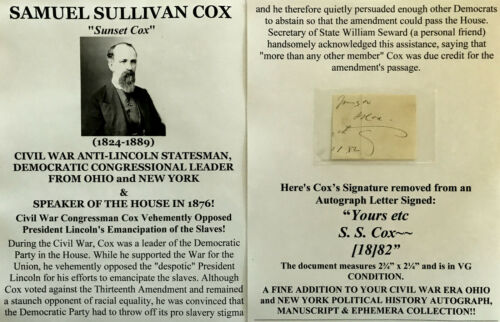 SAMUEL SULLIVAN COX
"Sunset Cox"
(1824-1889)
CIVIL WAR ANTI-LINCOLN STATESMAN,
DEMOCRATIC CONGRESSIONAL LEADER
FROM OHIO and NEW YORK
&
SPEAKER OF THE HOUSE IN 1876!
Civil War Congressman Cox Vehemently Opposed
President Lincoln's Emancipation of the Slaves!
During the Civil War, Cox was a leader of the Democratic
Party in the House. While he supported the War for the
Union, he vehemently opposed the "despotic" President
Lincoln for his efforts to emancipate the slaves. Although
Cox voted against the Thirteenth Amendment and remained
a staunch opponent of racial equality, he was convinced that
the Democratic Party had to throw off its pro slavery stigma
and he therefore quietly persuaded enough other Democrats
to abstain so that the amendment could pass the House.
Secretary of State William Seward (a personal friend)
handsomely acknowledged this assistance, saying that
"more than any other member" Cox was due credit for the
amendment's passage.
Here's Cox's Signature removed from an
Autograph Letter Signed:
“Yours etc
S. S. Cox~~
[18]82”
The document measures 2¾” x 2¼” and is in VG
CONDITION.
A FINE ADDITION TO YOUR CIVIL WAR ERA OHIO
and NEW YORK POLITICAL HISTORY AUTOGRAPH,
MANUSCRIPT & EPHEMERA COLLECTION!!